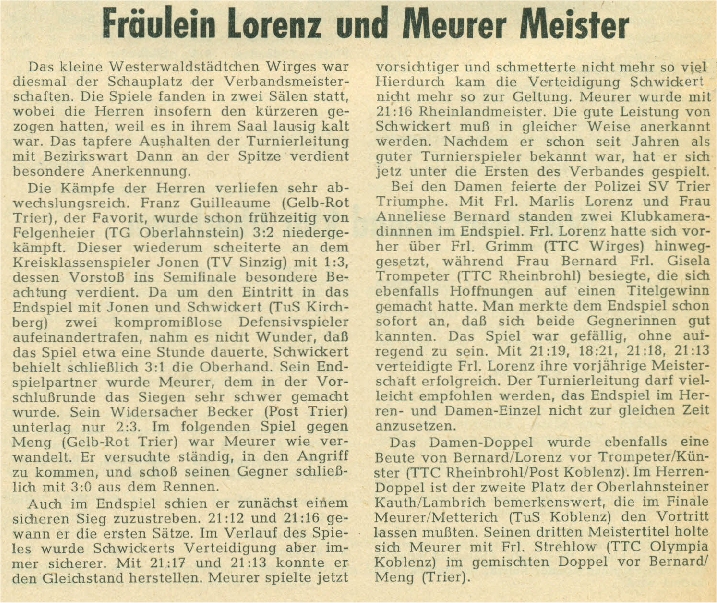 Fräulein Lorenz und Meurer Meister
Das kleine Westerwaldstädtchen Wirges war
diesmal der Schauplatz der Verbandsmeister-
schaften. Die Spiele fanden in zwei Sälen statt,
wobei die Herren insofern den kürzeren ge-
zogen hatten, weil es in ihrem Saal lausig kalt
war. Das tapfere Aushalten der Turnierleitung
mit Bezirkswart Dann an der Spitze verdient
besondere Anerkennung.
Die Kämpfe der Herren verliefen sehr ab-
wechslungsreich. Franz Guilleaume (Gelb-Rot
Trier), der Favorit, wurde schon frühzeitig von
Felgenheier (TG Oberlahnstein) 3:2 niederge-
kämpft. Dieser wiederum scheiterte an dem
Kreisklassenspieler Jonen (TV Sinzig) mit 1:3,
dessen Vorstoß ins Semifinale besondere Be-
achtung verdient. Da um den Eintritt in das
Endspiel mit Jonen und Schwickert (TuS Kirch-
berg) zwei kompromißlose Defensivspieler
aufeinandertrafen, nahm es nicht Wunder, daß
das Spiel etwa eine Stunde dauerte. Schwickert
behielt schließlich 3:1 die Oberhand. Sein End-
spielpartner wurde Meurer, dem in der Vor-
schlußrunde das Siegen sehr schwer gemacht
wurde. Sein Widersacher Becker (Post Trier)
unterlag nur 2:3. Im folgenden Spiel gegen
Meng (Gelb-Rot Trier) war Meurer wie ver-
wandelt. Er versuchte ständig, in den Angriff
zu kommen, und schoß seinen Gegner schließ-
lich mit 3:0 aus dem Rennen.
Auch im Endspiel schien er zunächst einem
sicheren Sieg zuzustreben. 21:12 und 21:16 ge-
wann er die ersten Sätze. Im Verlauf des Spie-
les wurde Schwickerts Verteidigung aber im-
mer sicherer. Mit 21:17 und 21:13 konnte er
den Gleichstand herstellen. Meurer spielte jetzt
vorsichtiger und schmetterte nicht mehr so viel
Hierdurch kam die Verteidigung Schwickert
nicht mehr so zur Geltung. Meurer wurde mit
21:16 Rheinlandmeister. Die gute Leistung von
Schwickert muß in gleicher Weise anerkannt
werden. Nachdem er schon seit Jahren als
guter Turnierspieler bekannt war, hat er sich
jetz unter die Ersten des Verbandes gespielt.
Bei den Damen feierte der Polizei SV Trier
Triumphe. Mit Frl. Marlis Lorenz und Frau
Anneliese Bernard standen zwei Klubkamera-
dinnnen im Endspiel. Frl. Lorenz hatte sich vor-
her über Frl. Grimm (TTC Wirges) hinweg-
gesetzt, während Frau Bernard Frl. Gisela
Trompeter (TTC Rheinbrohl) besiegte, die sich
ebenfalls Hoffnungen auf einen Titelgewinn
gemacht hatte. Man merkte dem Endspiel schon
sofort an, daß sich beide Gegnerinnen gut
kannten. Das Spiel war gefällig, ohne auf-
regend zu sein. Mit 21:19, 18:21, 21:18, 21:13
verteidigte Frl. Lorenz ihre vorjährige Meister-
schaft erfolgreich. Der Turnierleitung darf viel-
leicht empfohlen werden, das Endspiel im Her-
ren- und Damen-Einzel nicht zur gleichen Zeit
anzusetzen.
Das Damen-Doppel wurde ebenfalls eine
Beute von Bernard/Lorenz vor Trompeter/Kün-
ster (TTC Rheinbrohl/Post Koblenz). Im Herren-
Doppel ist der zweite Platz der Oberlahnsteiner
Kauth/Lambrich bemerkenswert, die im Finale
Meurer/Metterich (TuS Koblenz) den Vortritt
lassen mußten. Seinen dritten Meistertitel holte
sich Meurer mit Frl. Strehlow (TTC Olympia
Koblenz) im gemischten Doppel vor Bernard/
Meng (Trier).